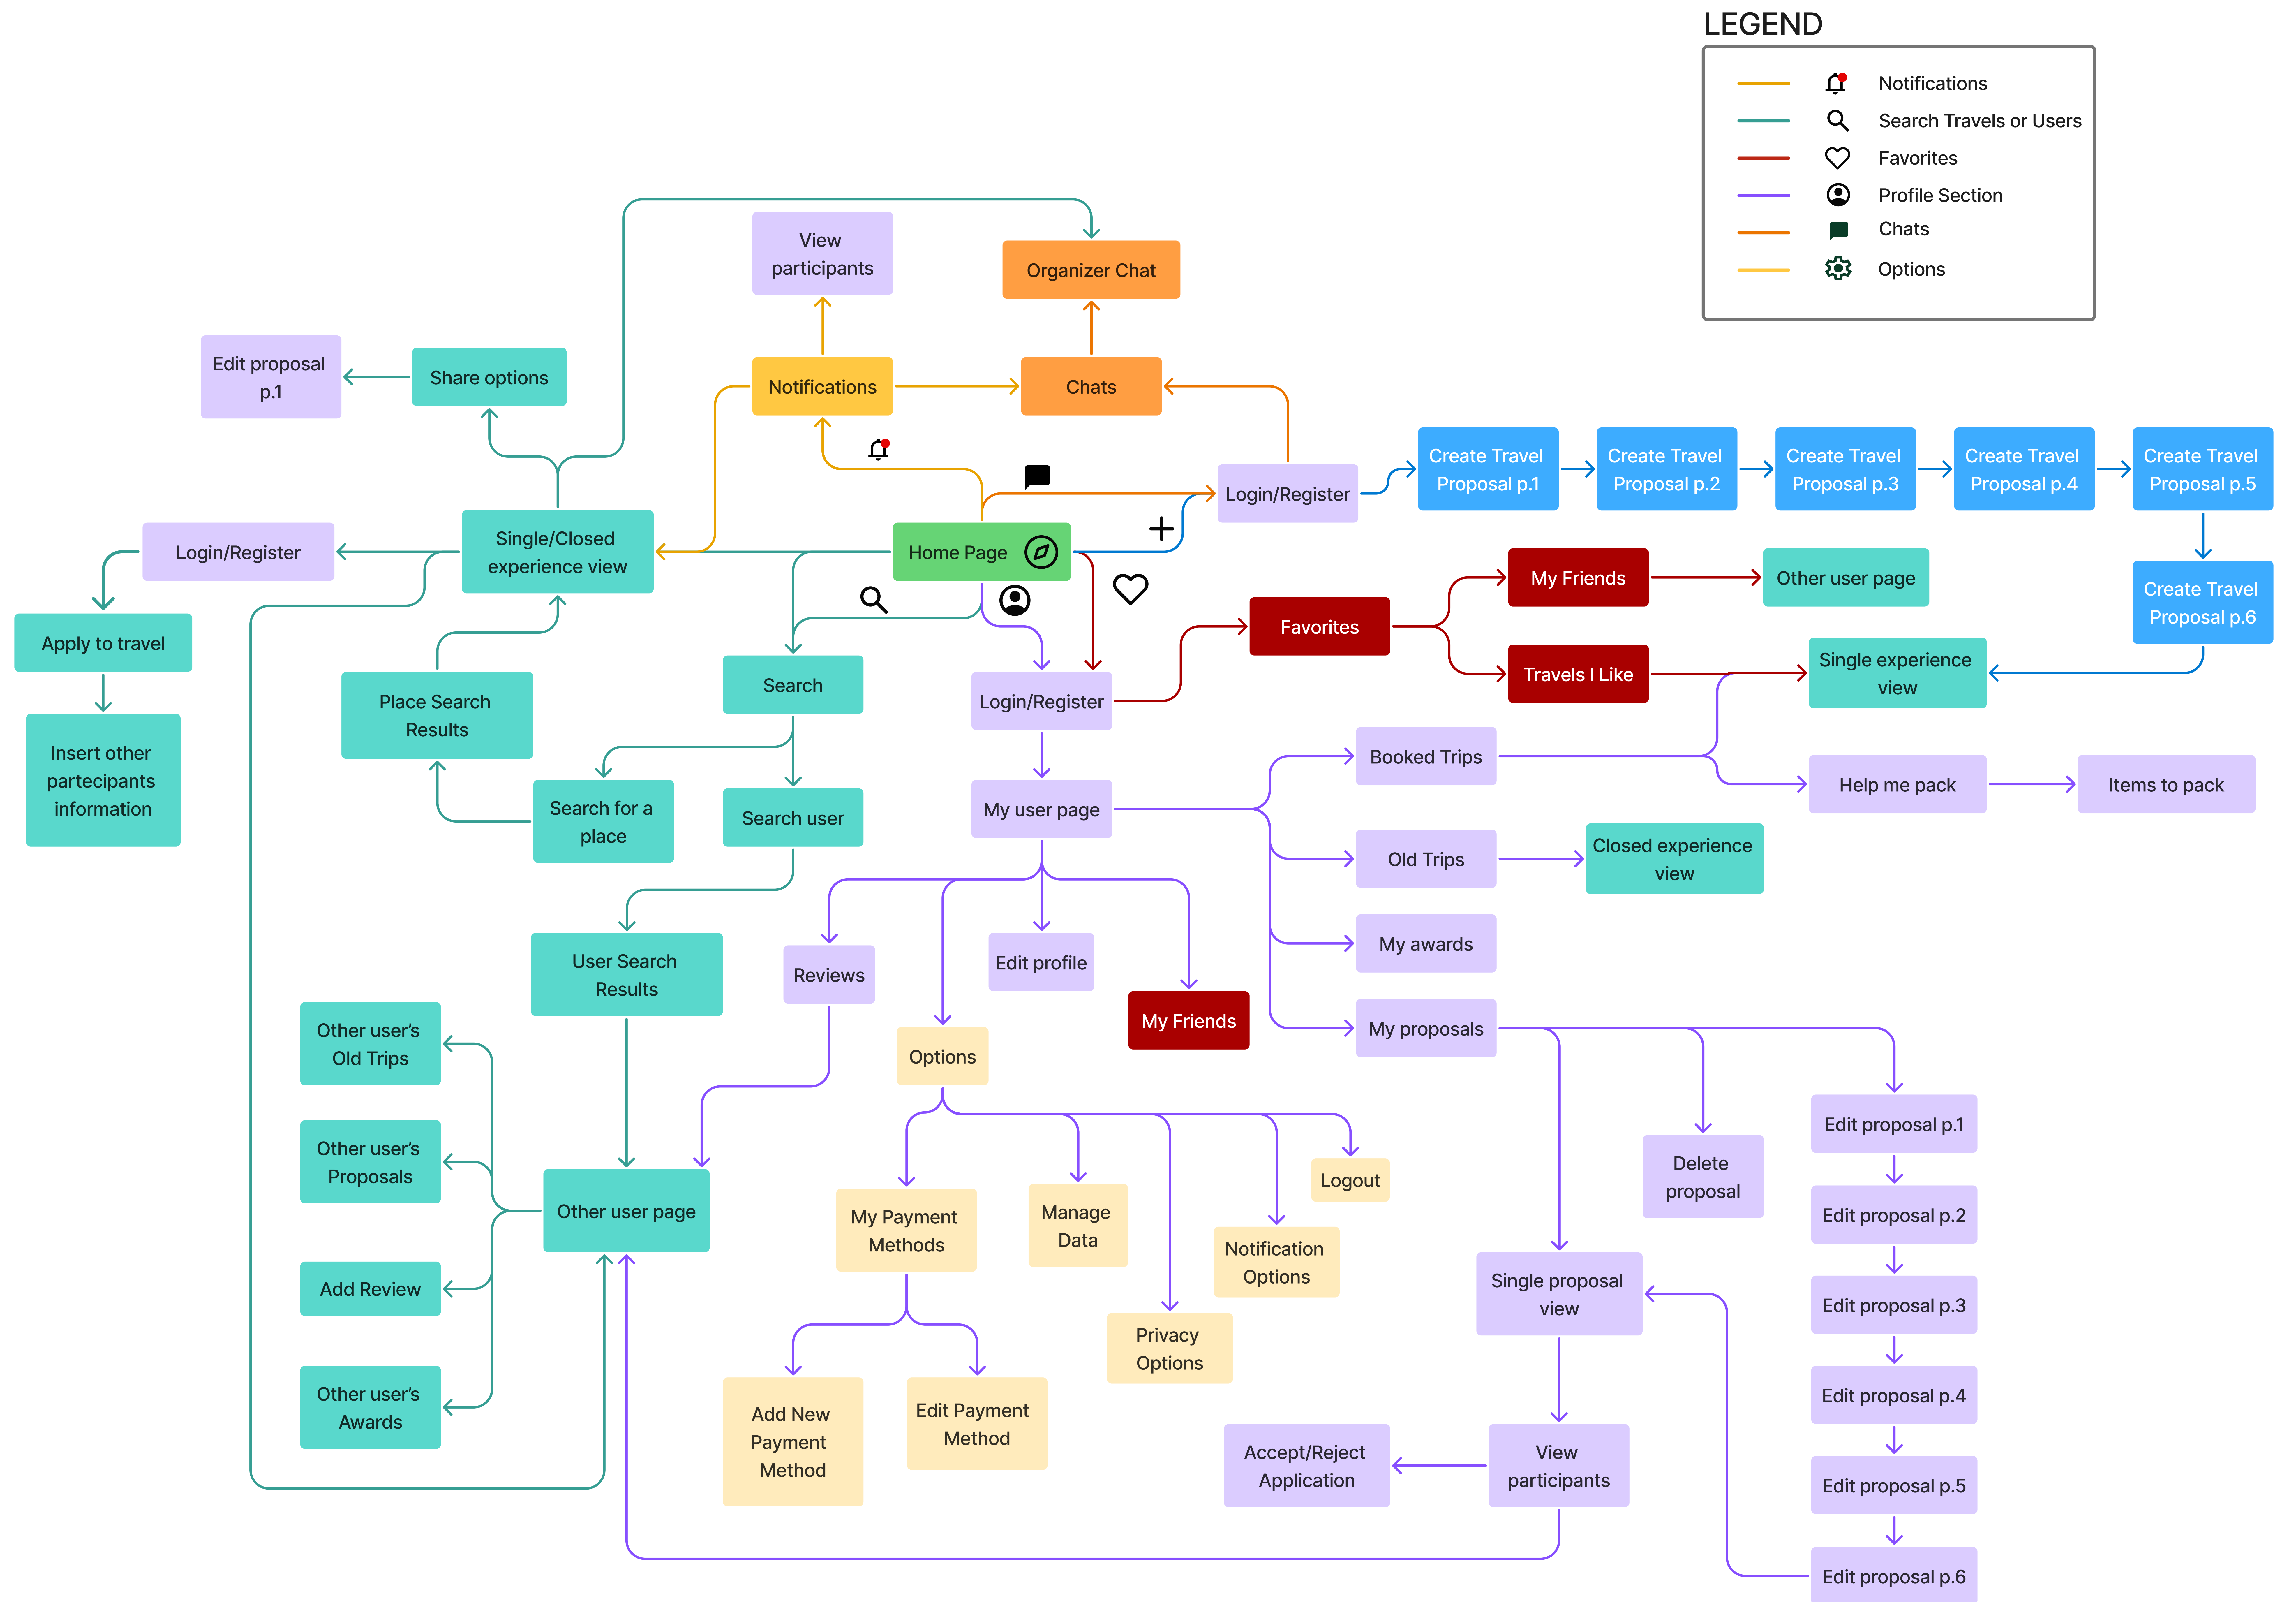 LEGEND
Notifications
Search Travels or Users
Favorites
Profile Section
Chats
Options
View
participants
Organizer Chat
Edit proposal
p.1
Share options
Notifications
Chats
Login/Register
Create Travel
Proposal p.1
Create Travel
Proposal p.2
Create Travel
Proposal p.3
Create Travel
Proposal p.4
Create Travel
Proposal p.5
Create Travel
Proposal p.6
Login/Register
Single/Closed
experience view
Home Page
My Friends
Other user page
Favorites
Travels I Like
Single experience
view
Apply to travel
Insert other
partecipants
information
Place Search
Results
Search
Login/Register
Search for a
place
Search user
My user page
Booked Trips
Help me pack
Items to pack
Old Trips
Closed experience
view
My awards
My proposals
User Search
Results
Reviews
Edit profile
My Friends
Options
Other user's
Old Trips
Other user's
Proposals
Other user page
Add Review
Other user's
Awards
My Payment
Methods
Manage
Data
Logout
Notification
Options
Privacy
Options
Add New
Payment
Method
Edit Payment
Method
Delete
proposal
Single proposal
view
View
participants
Accept/Reject
Application
Edit proposal p.1
Edit proposal p.2
Edit proposal p.3
Edit proposal p.4
Edit proposal p.5
Edit proposal p.6